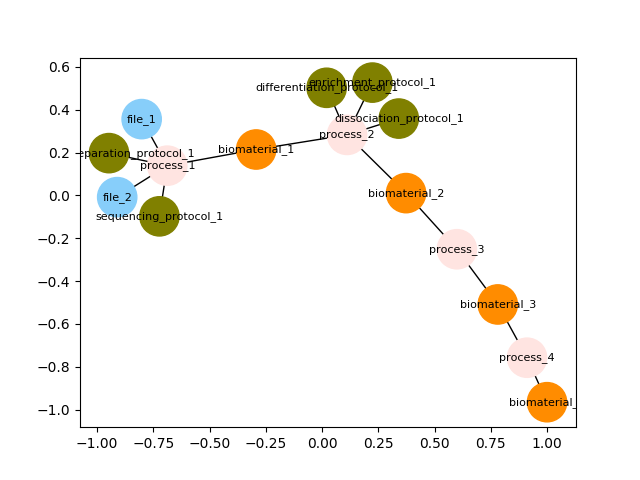 0.6
0.4
0.2
0.0
−0.2
−0.4
−0.6
−0.8
−1.0
enrichment_protocol_1
differentiation_protocol_1
dissociation_protocol_1
file_1
process_2
biomaterial_1
eparation_protocol_1
process_1
file_2
biomaterial_2
sequencing_protocol_1
process_3
biomaterial_3
process_4
biomaterial_
−1.00 −0.75 −0.50 −0.25 0.00 0.25 0.50 0.75 1.00